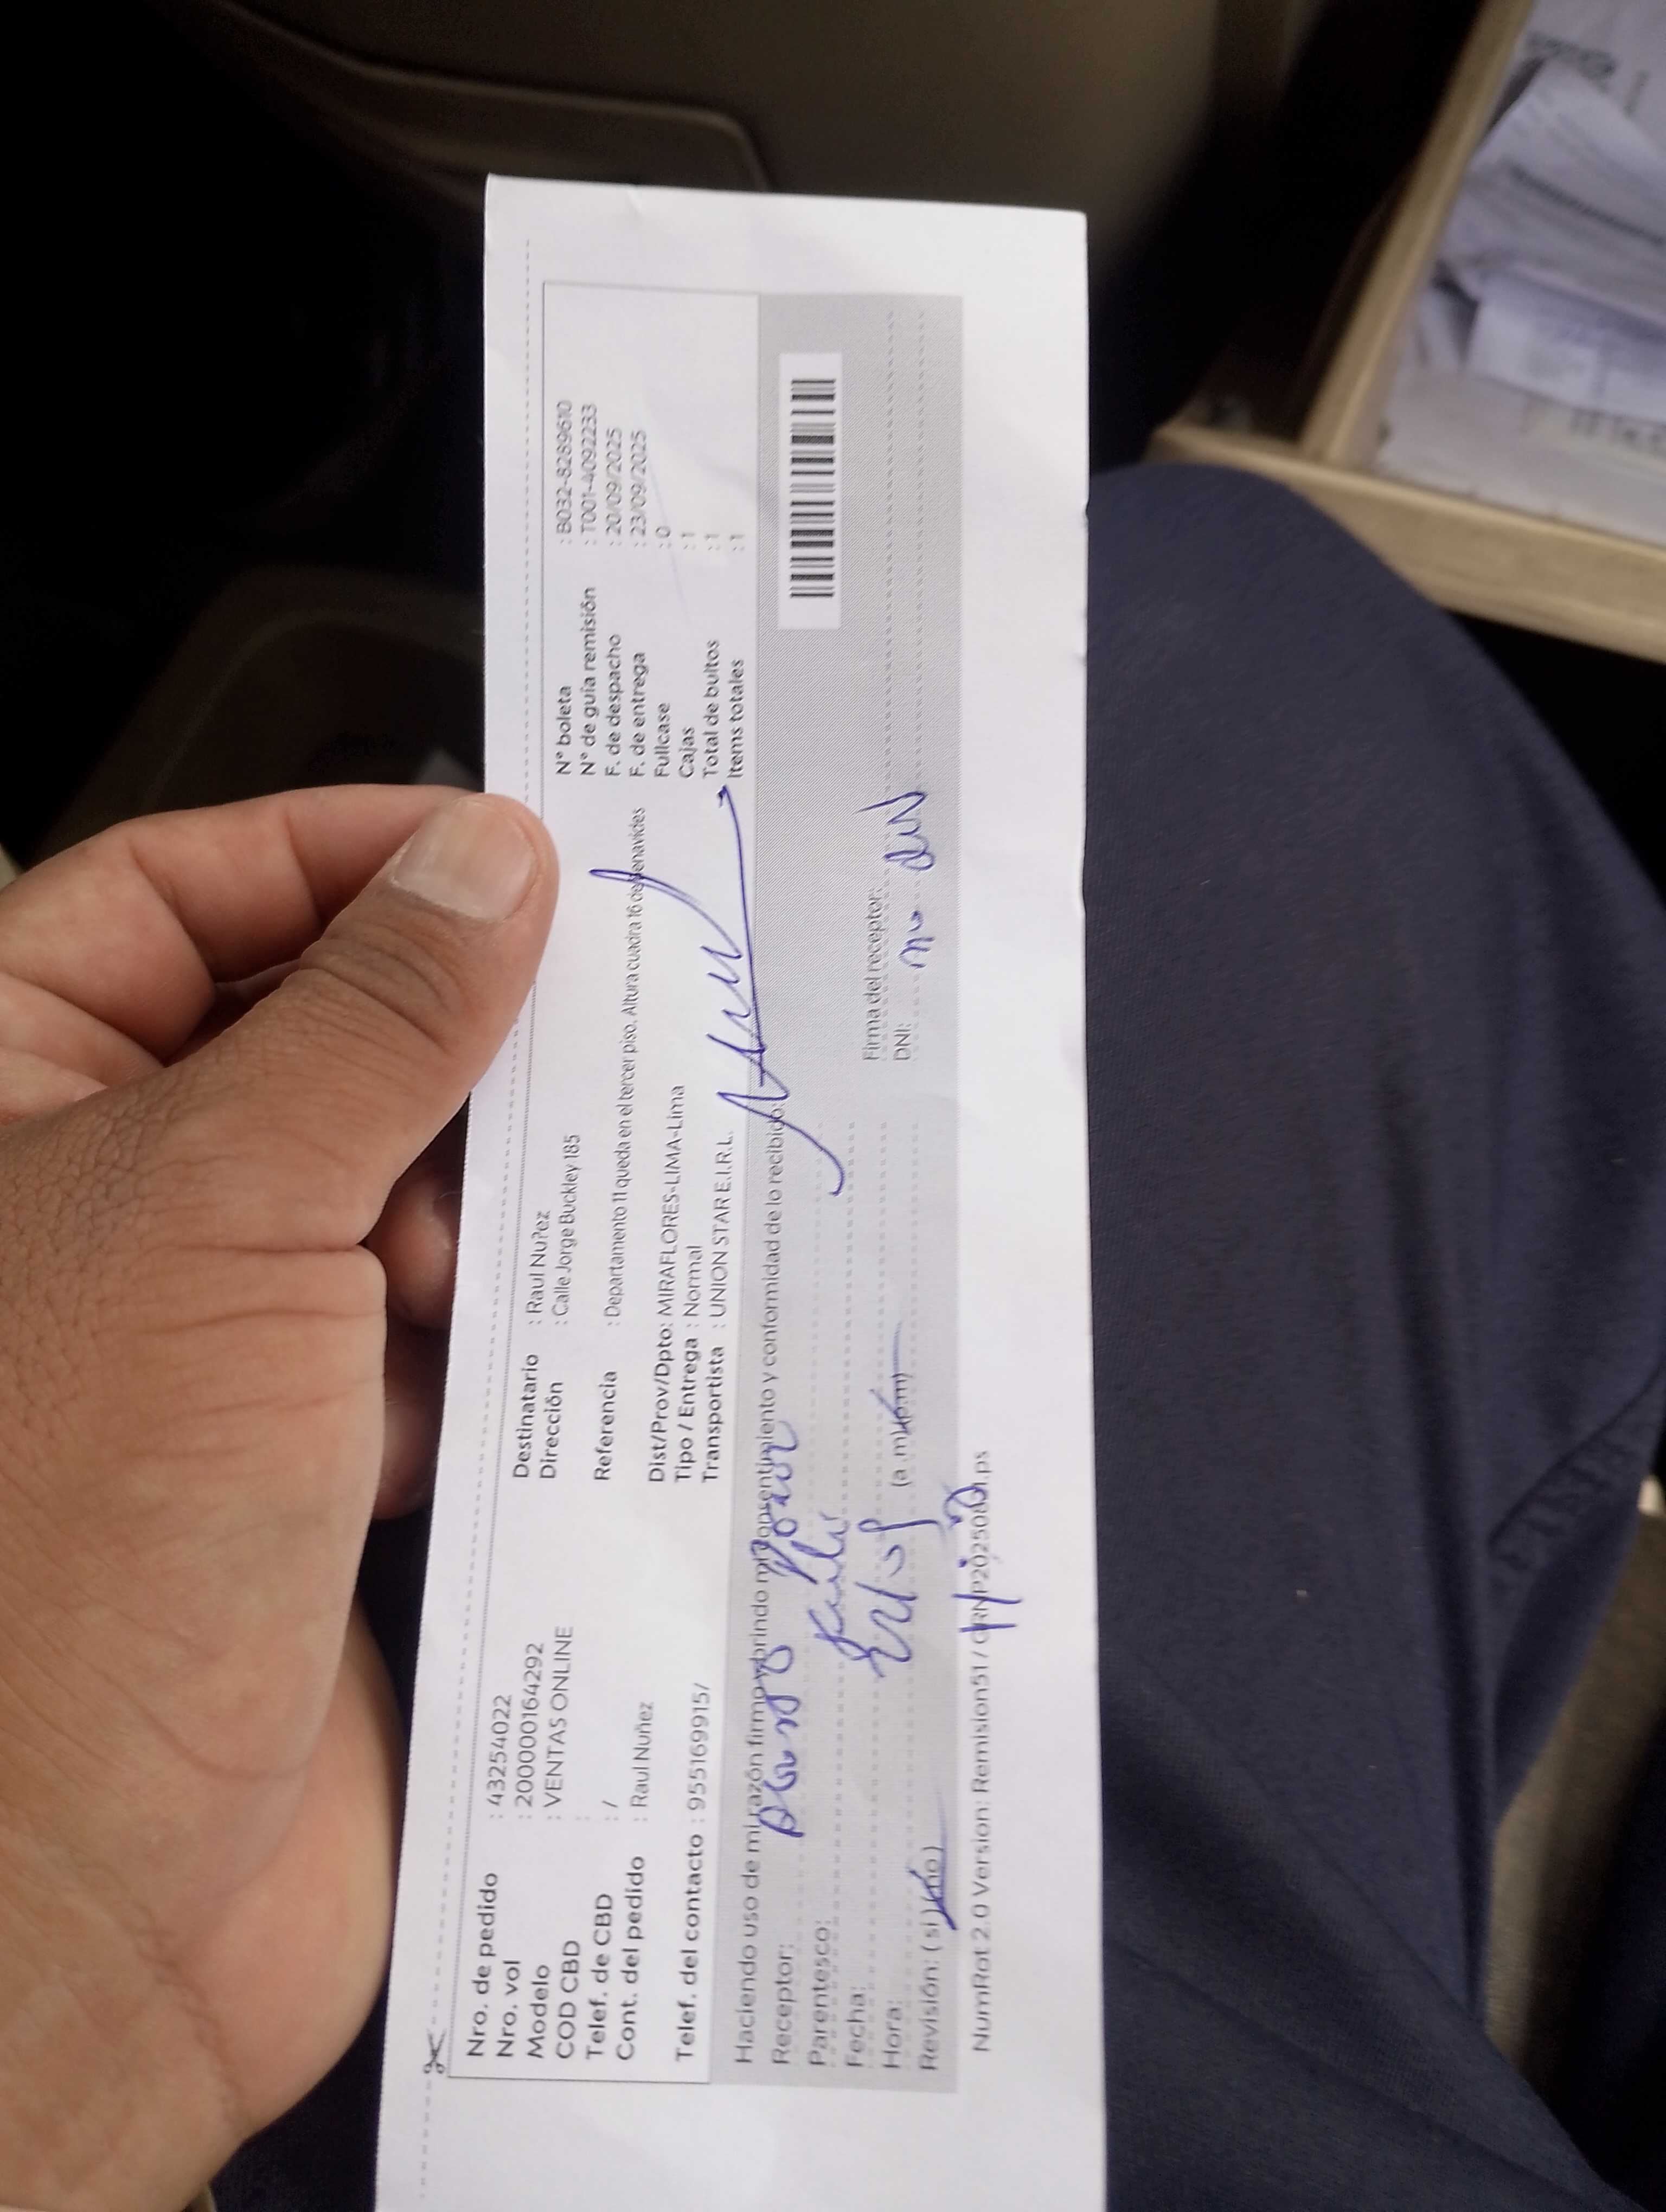 Nro. de pedido : 43254022
Nro. vol : 200000164292
Modelo : VENTAS ONLINE
COD CBD :
Telef. de CBD : /
Cont. del pedido : Raul Nuñez
Telef. del contacto : 955169915/
Destinatario : Raul Nu?ez
Dirección : Calle Jorge Buckley 185
Referencia : Departamento 11 queda en el tercer piso. Altura cuadra 16 de Benavides
Dist/Prov/Dpto: MIRAFLORES-LIMA-Lima
Tipo / Entrega : Normal
Transportista : UNION STAR E.I.R.L.
N° boleta : B032-8289610
N° de guía remisión : T001-4092233
F. de despacho : 20/09/2025
F. de entrega : 23/09/2025
Fullcase : 0
Cajas : 1
Total de bultos : 1
Items totales : 1
Haciendo uso de mi razón firmo y brindo mi consentimiento y conformidad de lo recibido:
Receptor:
Parentesco:
Fecha:
Hora: (a.m/p.m)
Revisión: (si) (no)
Firma del receptor:
DNI:
NumRot 2.0 Version: Remision51 /